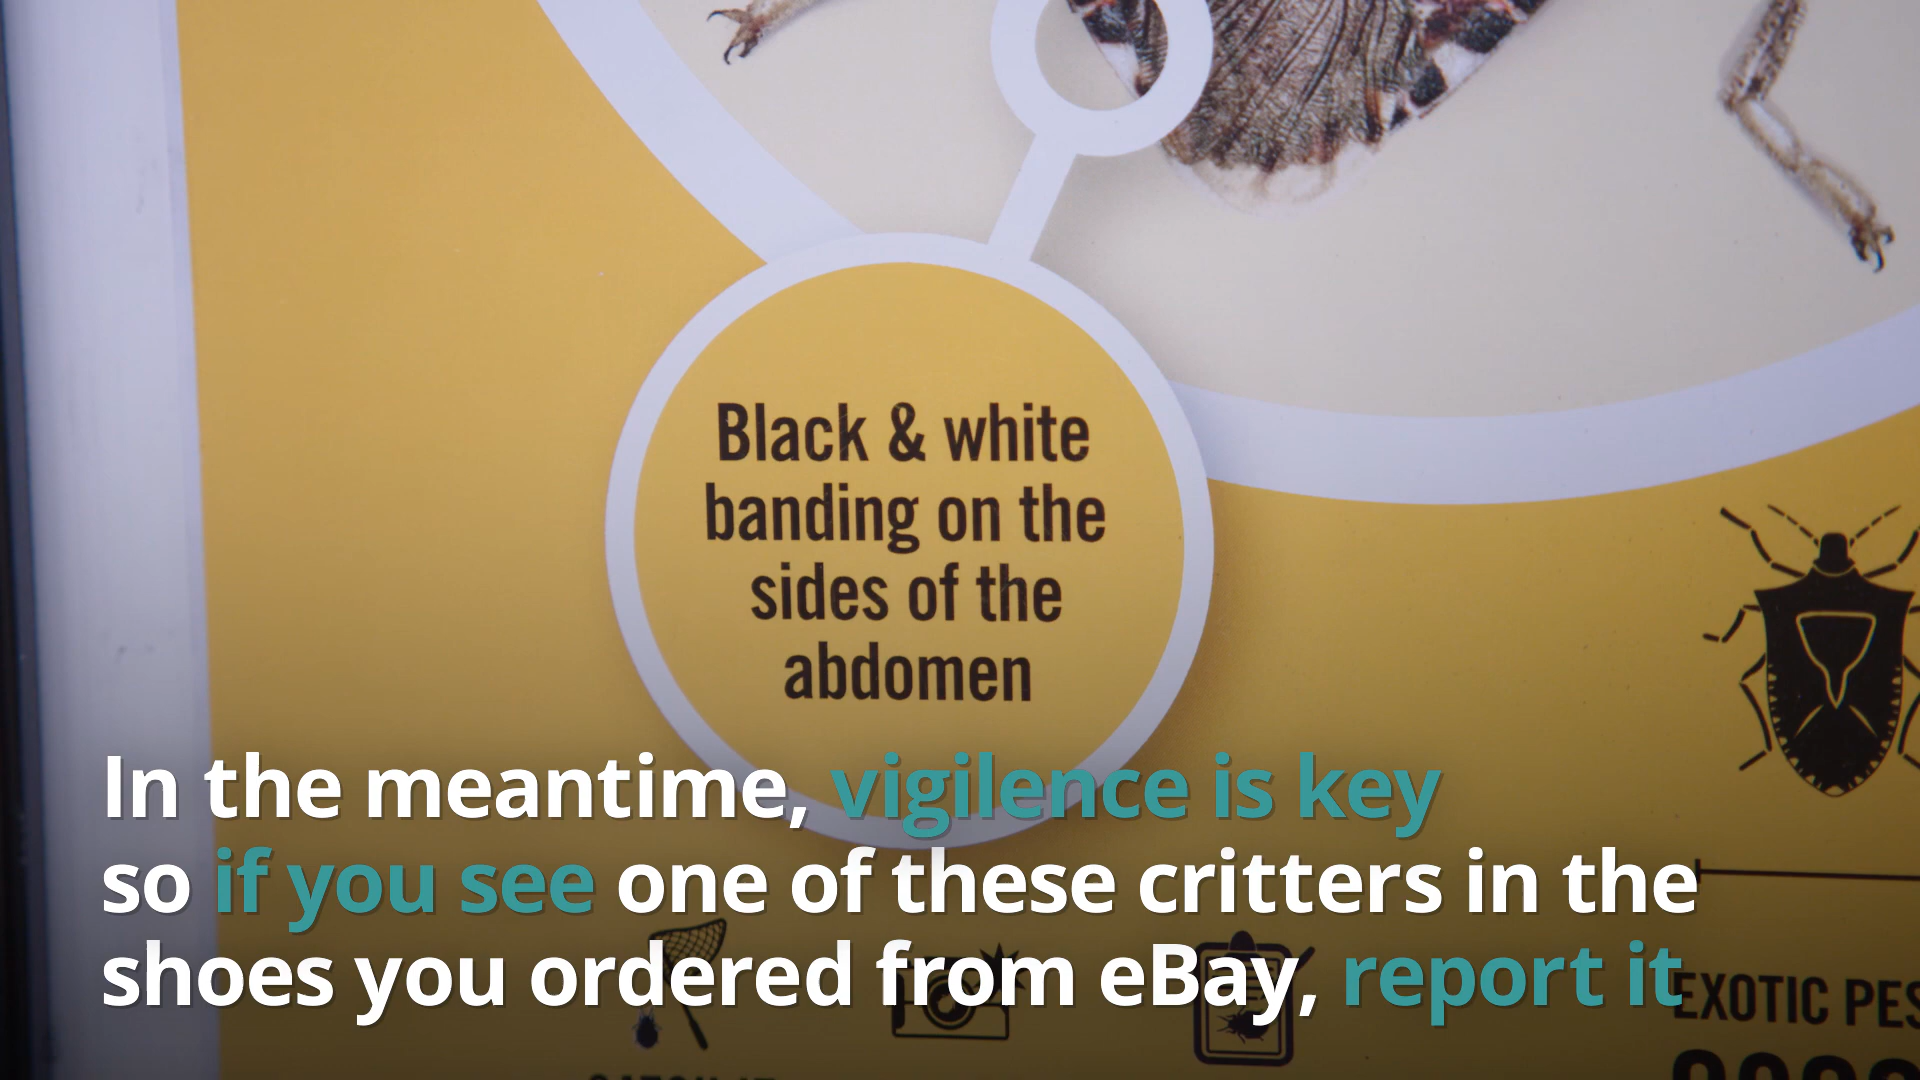 Black & white
banding on the
sides of the
abdomen
In the meantime, vigilence is key
so if you see one of these critters in the
shoes you ordered from eBay, report it
EXOTIC PES